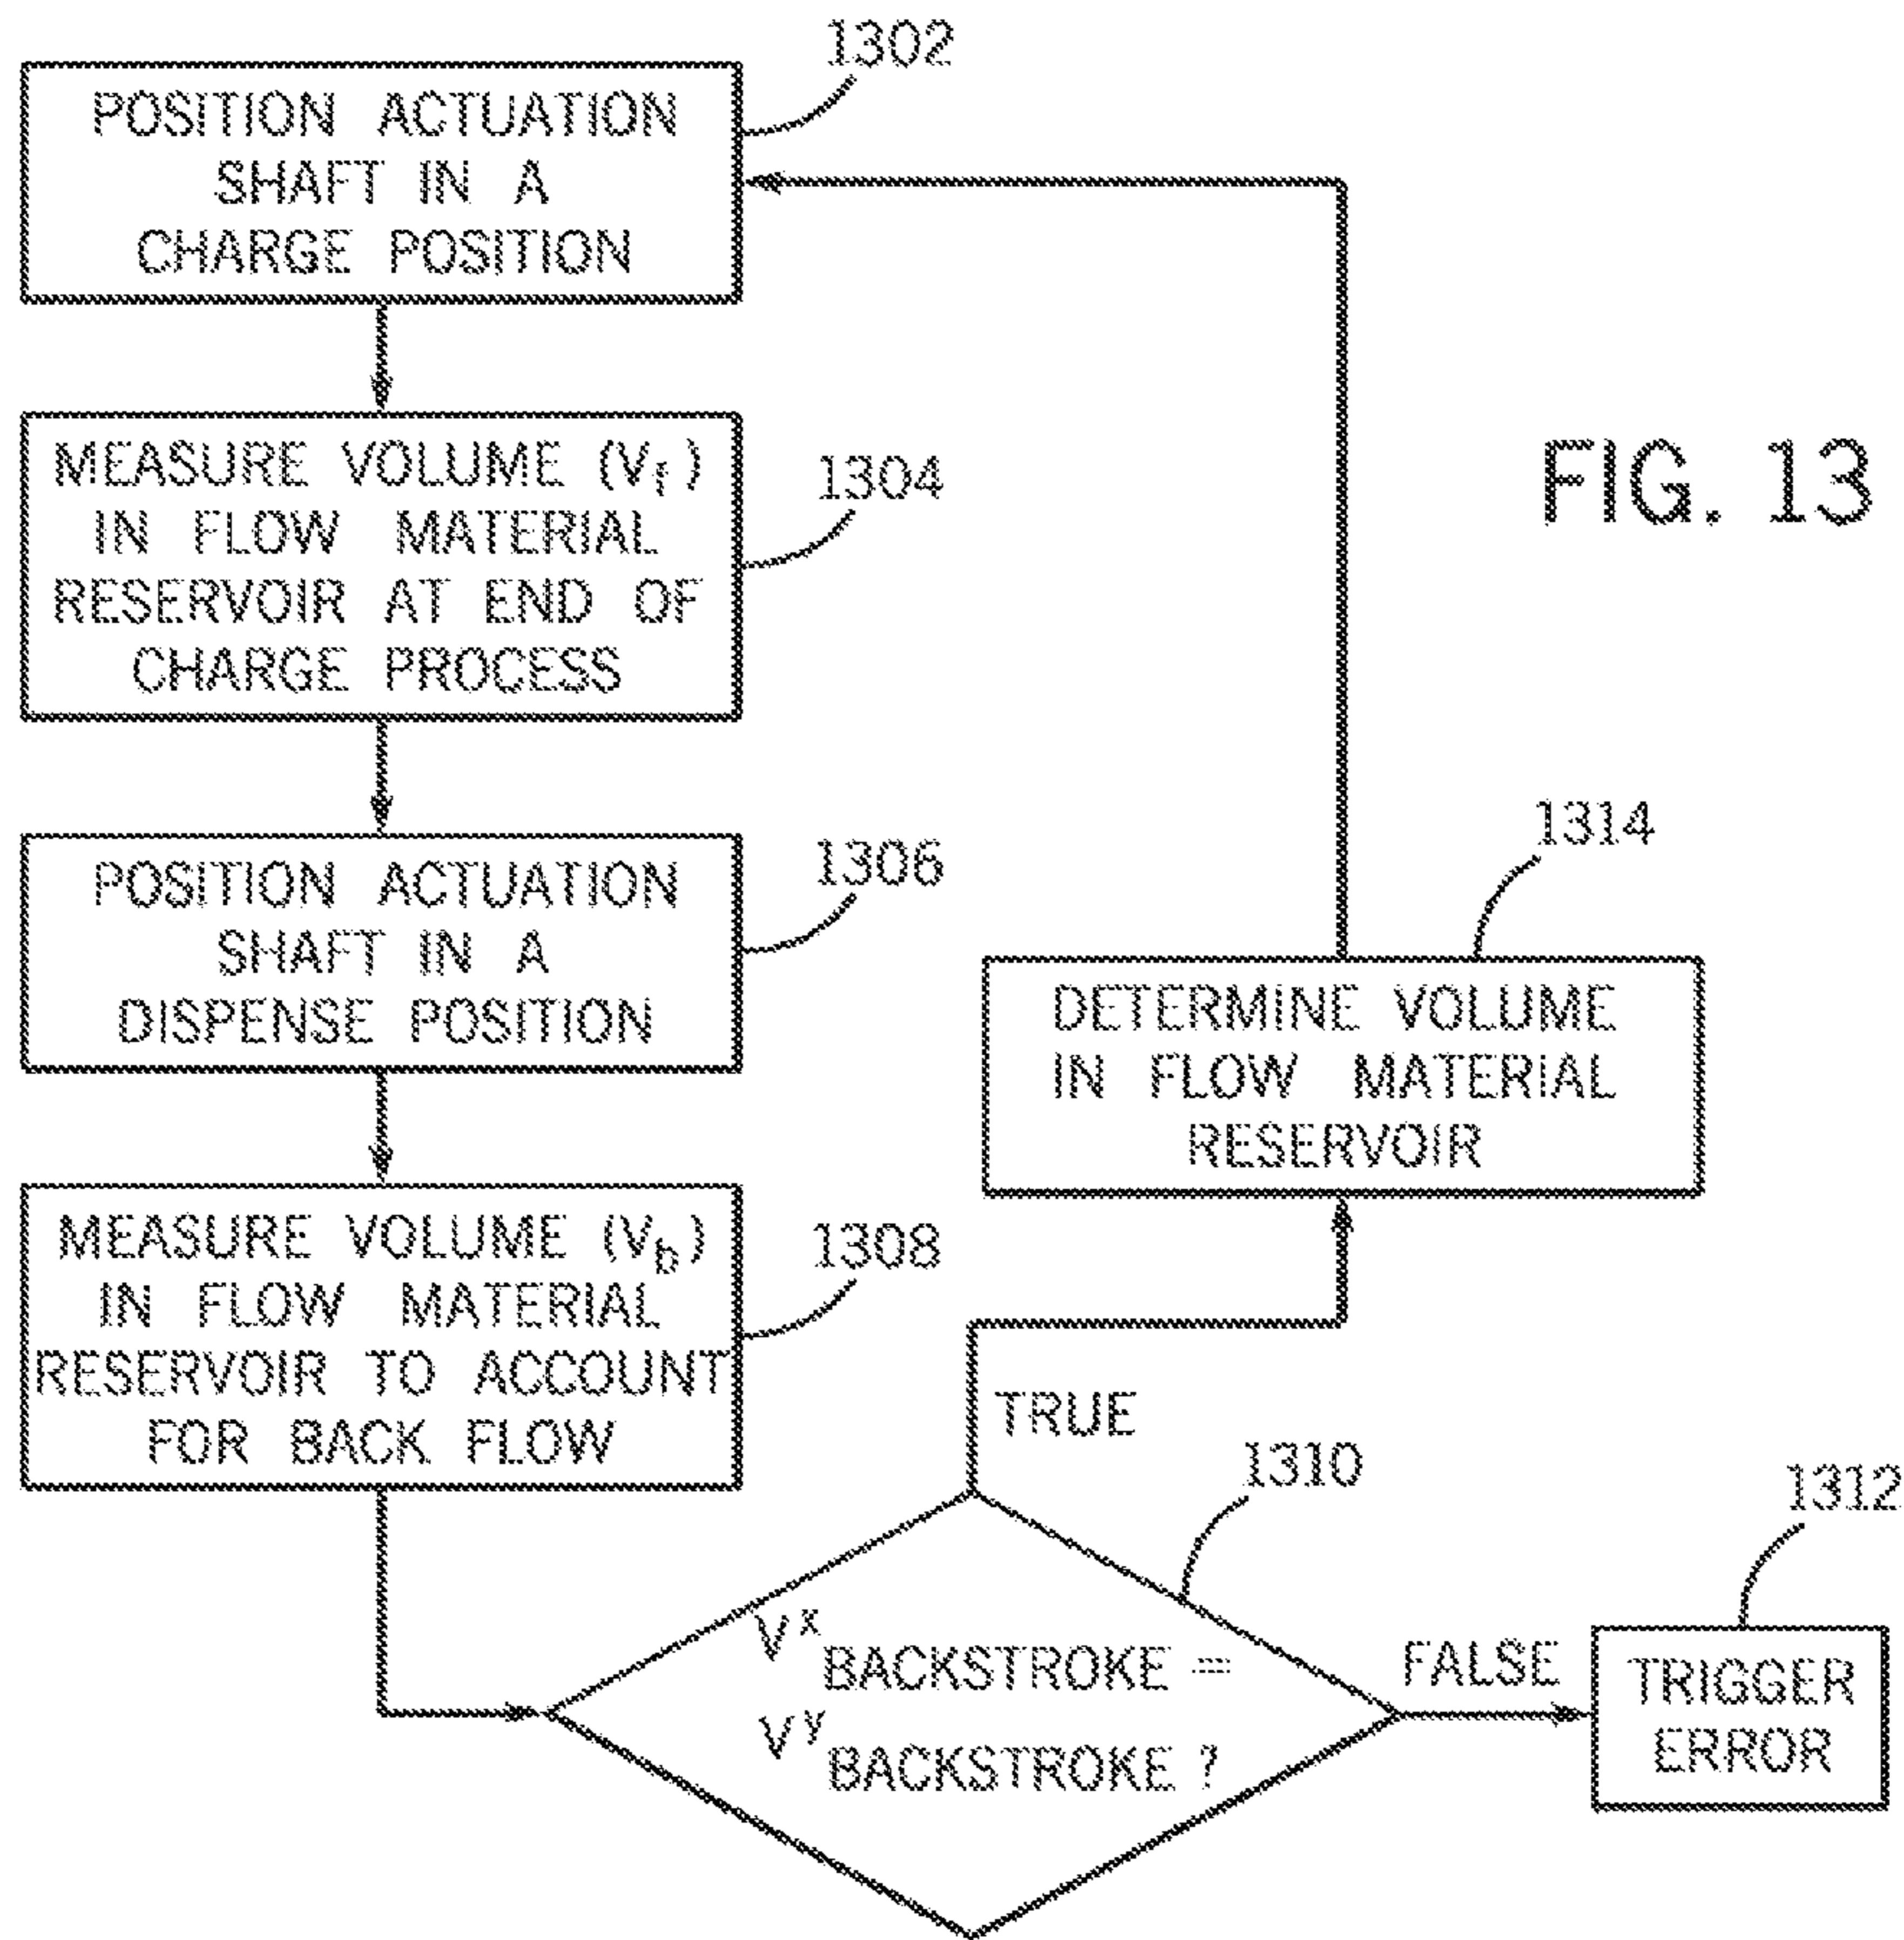 1302
POSITION ACTUATION
SHAFT IN A
CHARGE POSITION
1304
MEASURE VOLUME (Vf)
IN FLOW MATERIAL
RESERVOIR AT END OF
CHARGE PROCESS
FIG. 13
1306
POSITION ACTUATION
SHAFT IN A
DISPENSE POSITION
1308
MEASURE VOLUME (Vb)
IN FLOW MATERIAL
RESERVOIR TO ACCOUNT
FOR BACK FLOW
1314
DETERMINE VOLUME
IN FLOW MATERIAL
RESERVOIR
TRUE
1310
V^x BACKSTROKE =
V^y BACKSTROKE ?
FALSE
1312
TRIGGER
ERROR